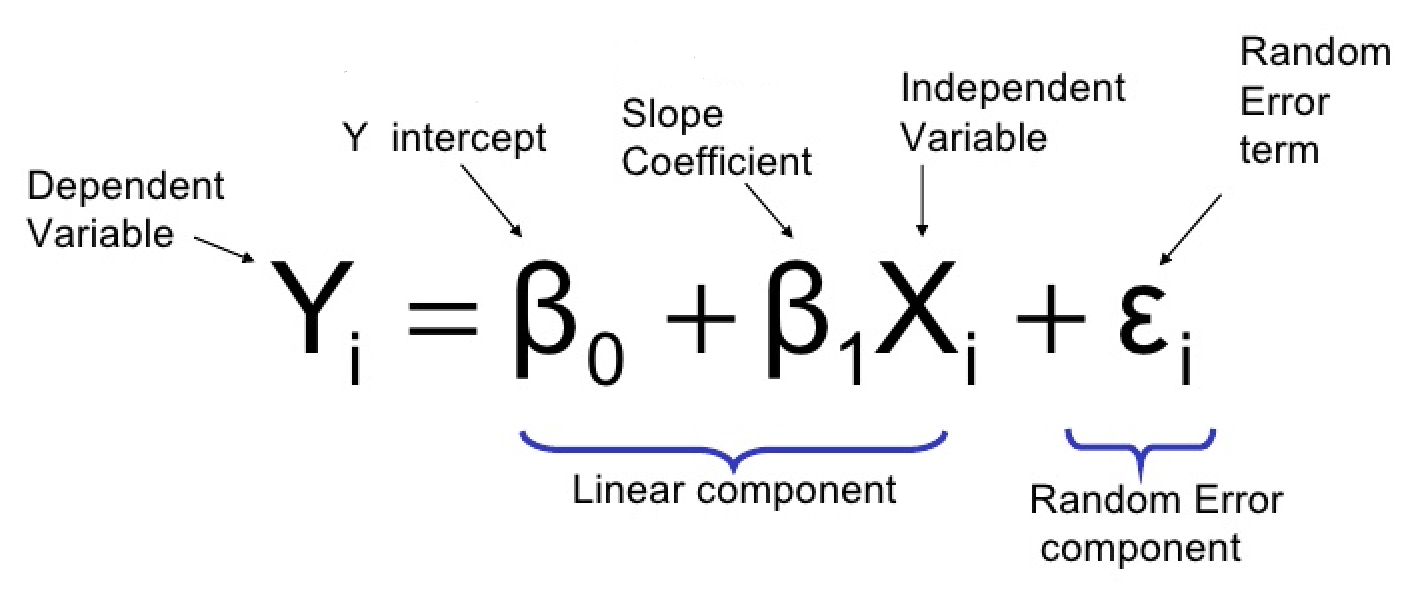 Random
Error
term
Independent
Variable
Slope
Coefficient
Y intercept
Dependent
Variable
Yᵢ = β₀ + β₁Xᵢ + εᵢ
Linear component
Random Error
component